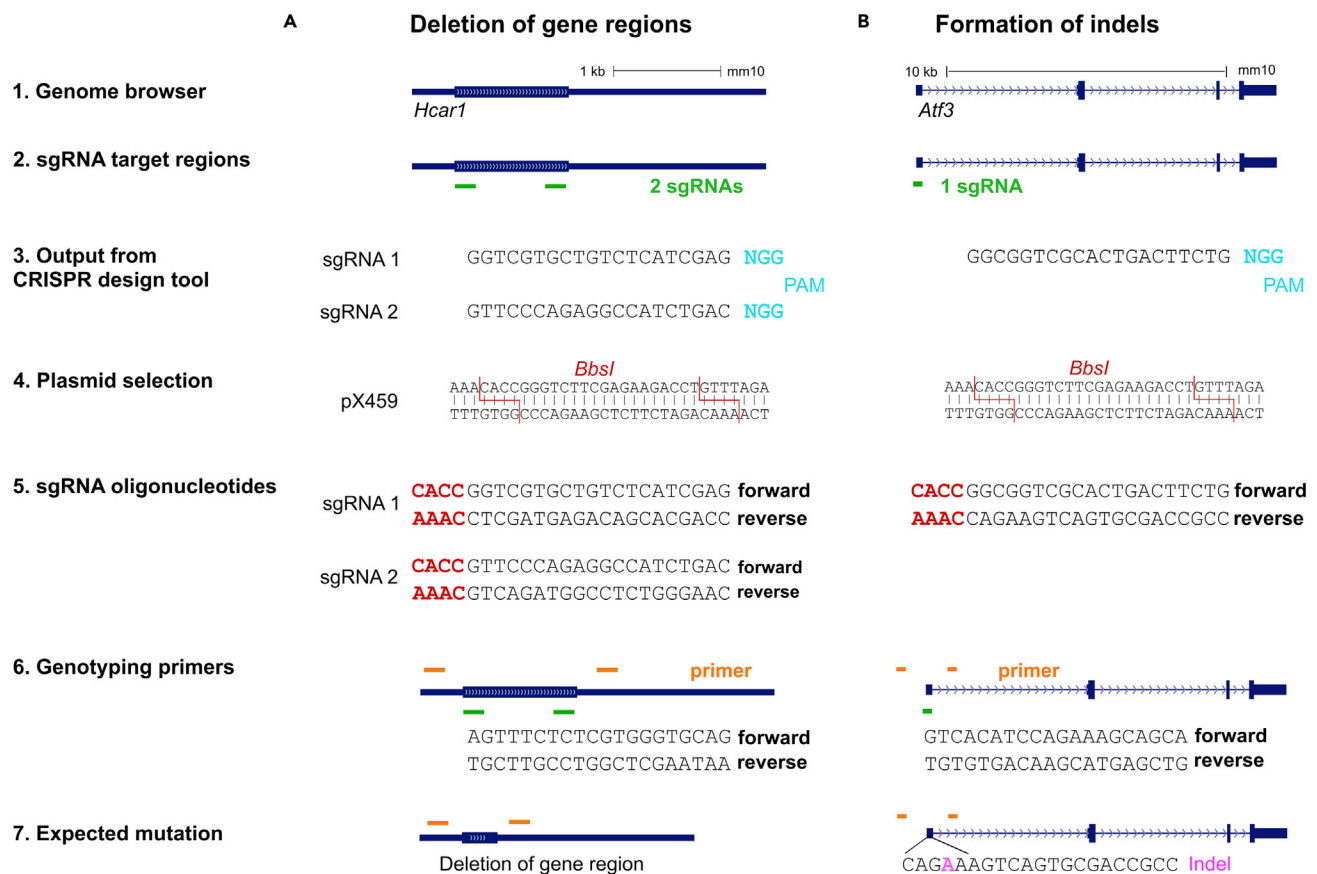 A Deletion of gene regions B Formation of indels
1 kb mm10 10 kb mm10
1. Genome browser
Hcar1 Atf3
2. sgRNA target regions
2 sgRNAs 1 sgRNA
3. Output from
CRISPR design tool
sgRNA 1 GGTCGTGCTGTCTCATCGAG NGG GGCGGTCGCACTGACTTCTG NGG
PAM PAM
sgRNA 2 GTTCCCAGAGGCCATCTGAC NGG
4. Plasmid selection
BbsI BbsI
pX459
AAACACCGGGTCTTCGAGAAGACCTGTTTAGA AAACACCGGGTCTTCGAGAAGACCTGTTTAGA
TTTGTGGCCCAGAAGCTCTTCTAGACAAAACT TTTGTGGCCCAGAAGCTCTTCTAGACAAAACT
5. sgRNA oligonucleotides
sgRNA 1
CACCGGTCGTGCTGTCTCATCGAG forward CACCGGCGGTCGCACTGACTTCTG forward
AAACCTCGATGAGACAGCACGACC reverse AAACCAGAAGTCAGTGCGACCGCC reverse
sgRNA 2
CACCGTTCCCAGAGGCCATCTGAC forward
AAACGTCAGATGGCCTCTGGGAAC reverse
6. Genotyping primers
primer primer
AGTTTCTCTCGTGGGTGCAG forward GTCACATCCAGAAAGCAGCA forward
TGCTTGCCTGGCTCGAATAA reverse TGTGTGACAAGCATGAGCTG reverse
7. Expected mutation
Deletion of gene region CAGAAAGTCAGTGCGACCGCC Indel